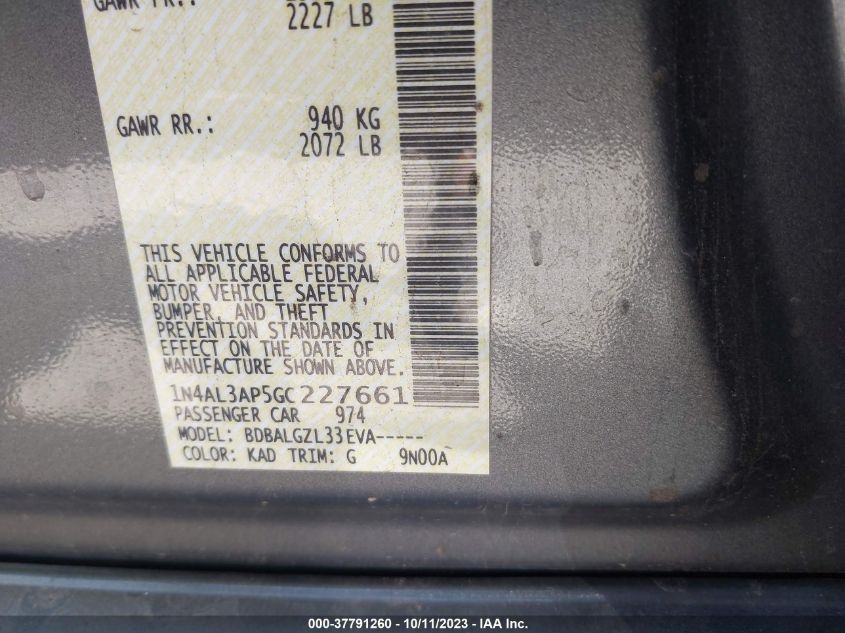 GAWR FR.:
2227 LB
GAWR RR.: 940 KG
2072 LB
THIS VEHICLE CONFORMS TO
ALL APPLICABLE FEDERAL
MOTOR VEHICLE SAFETY,
BUMPER, AND THEFT
PREVENTION STANDARDS IN
EFFECT ON THE DATE OF
MANUFACTURE SHOWN ABOVE.
1N4AL3AP5GC227661
PASSENGER CAR 974
MODEL: BDBALGZL33EVA-----
COLOR: KAD TRIM: G 9N00A
000-37791260 - 10/11/2023 - IAA Inc.